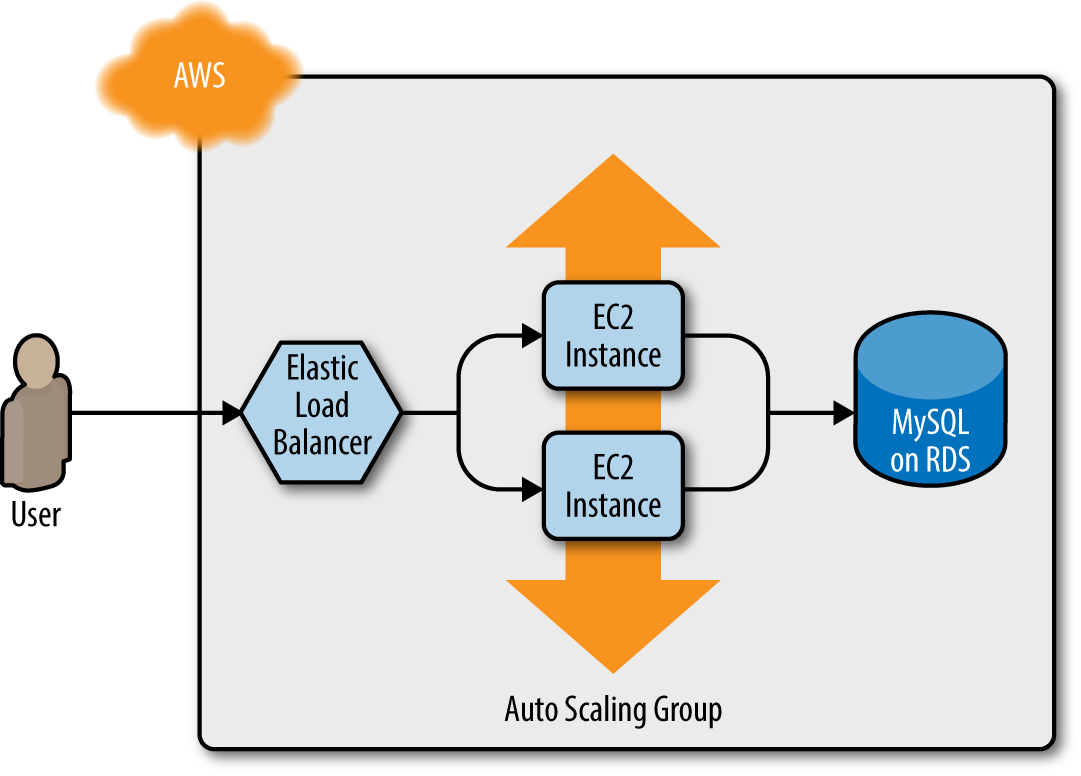 AWS
User
Elastic
Load
Balancer
EC2
Instance
EC2
Instance
MySQL
on RDS
Auto Scaling Group